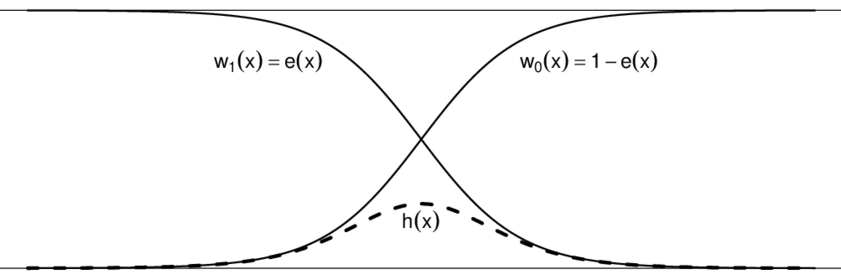 w₁(x) = e(x)
w₀(x) = 1 − e(x)
h(x)